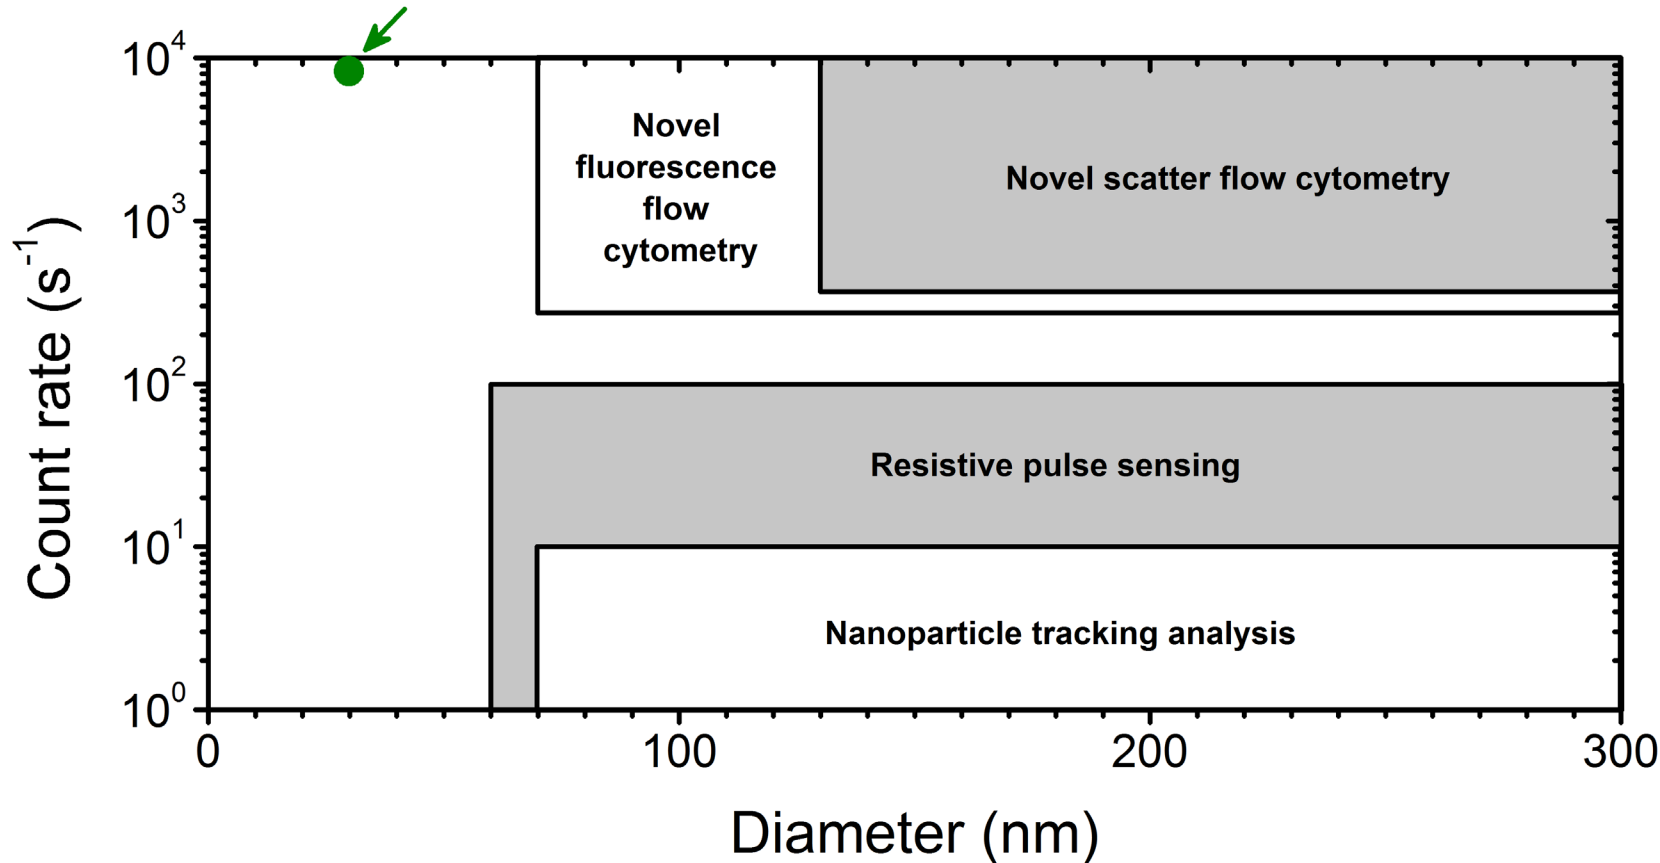 10⁴
Novel
fluorescence
flow
cytometry
Novel scatter flow cytometry
10³
Count rate (s⁻¹)
10²
Resistive pulse sensing
10¹
Nanoparticle tracking analysis
10⁰
0 100 200 300
Diameter (nm)